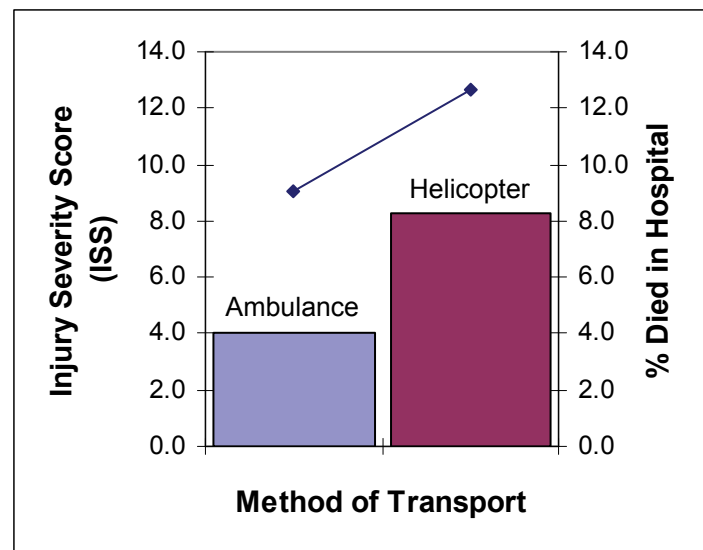 14.0
12.0
10.0
8.0
6.0
4.0
2.0
0.0
Injury Severity Score
(ISS)
Ambulance
Helicopter
14.0
12.0
10.0
8.0
6.0
4.0
2.0
0.0
% Died in Hospital
Method of Transport